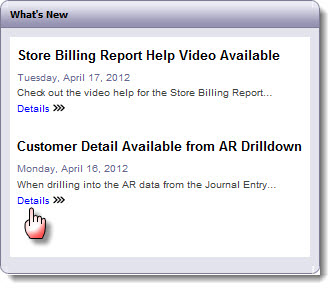 What's New
Store Billing Report Help Video Available
Tuesday, April 17, 2012
Check out the video help for the Store Billing Report...
Details >>>
Customer Detail Available from AR Drilldown
Monday, April 16, 2012
When drilling into the AR data from the Journal Entry...
Details >>>